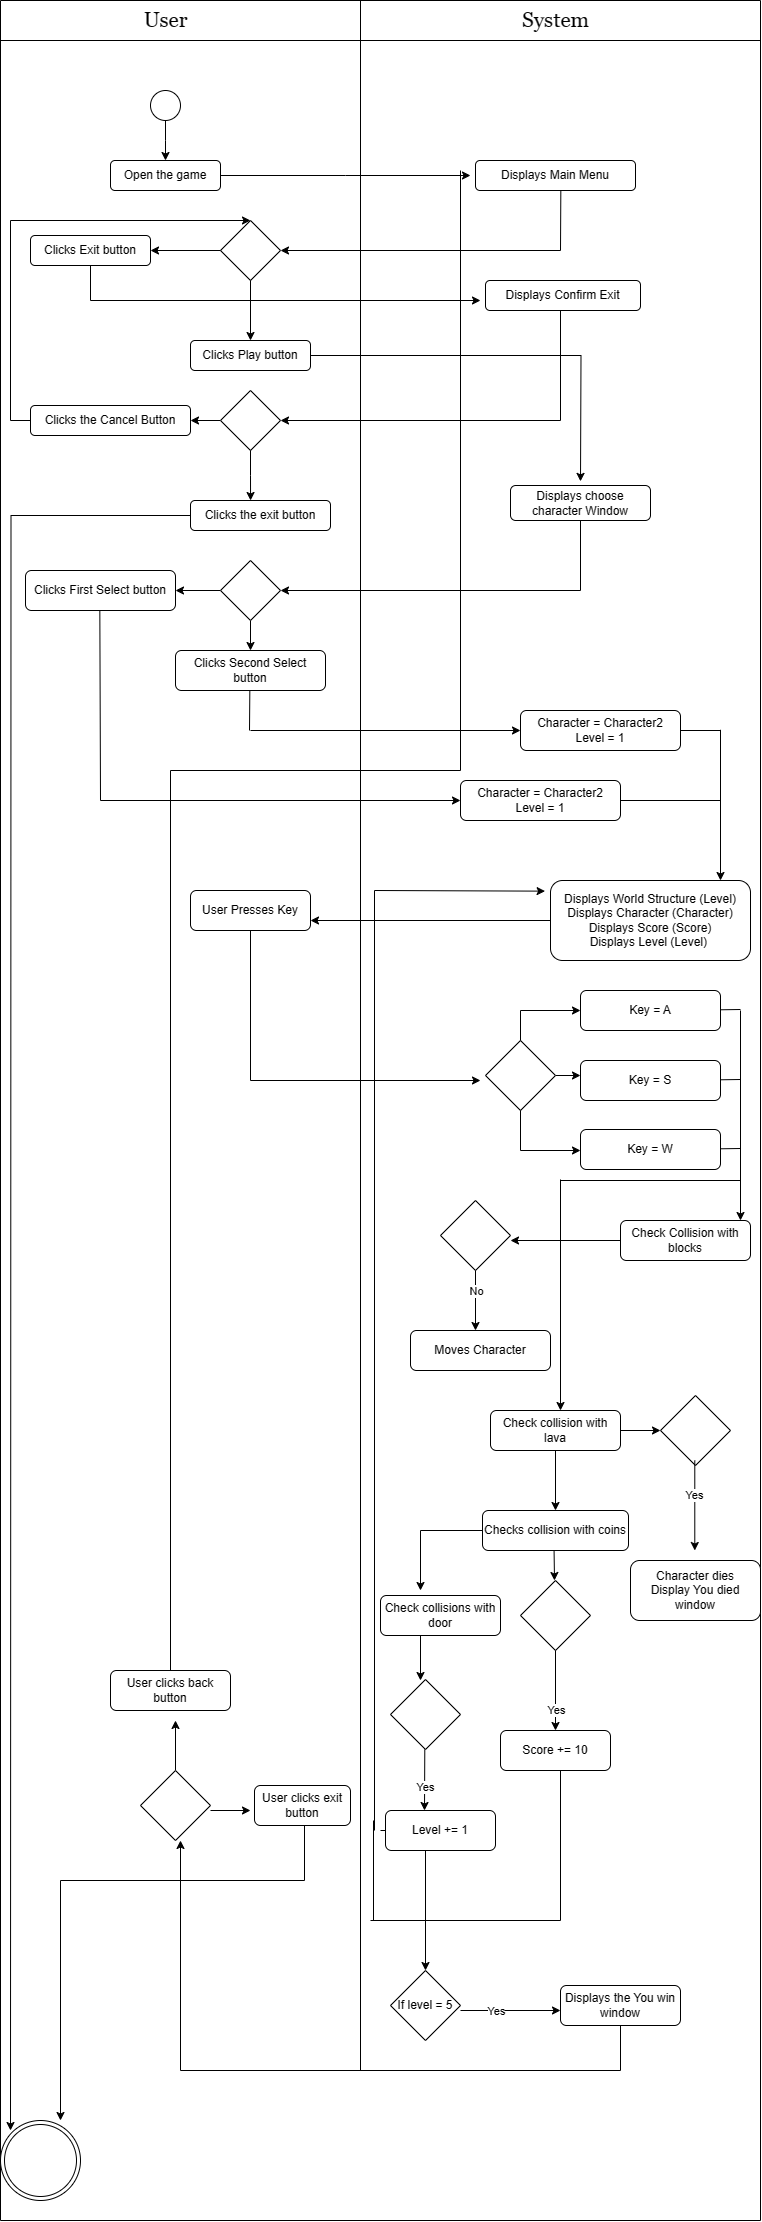 User
System
Open the game
Displays Main Menu
Clicks Exit button
Displays Confirm Exit
Clicks Play button
Clicks the Cancel Button
Displays choose
character Window
Clicks the exit button
Clicks First Select button
Clicks Second Select
button
Character = Character2
Level = 1
Character = Character2
Level = 1
User Presses Key
Displays World Structure (Level)
Displays Character (Character)
Displays Score (Score)
Displays Level (Level)
Key = A
Key = S
Key = W
Check Collision with
blocks
No
Moves Character
Check collision with
lava
Yes
Checks collision with coins
Character dies
Display You died
window
Check collisions with
door
User clicks back
button
Yes
Score += 10
Yes
User clicks exit
button
Level += 1
If level = 5
Yes
Displays the You win
window